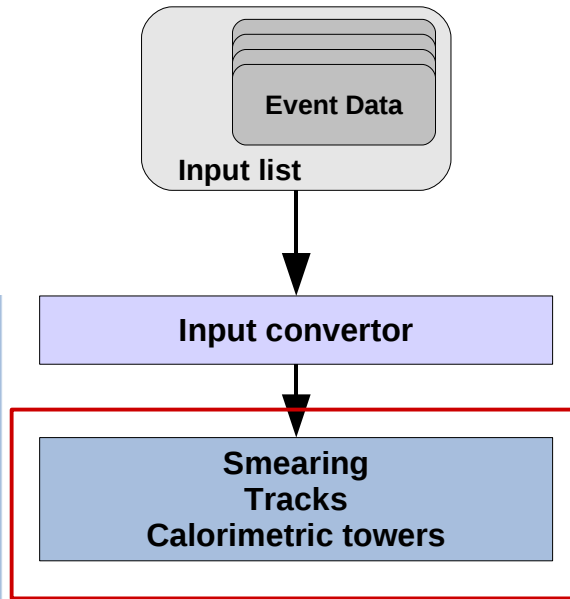 Event Data
Input list
Input convertor
Smearing
Tracks
Calorimetric towers